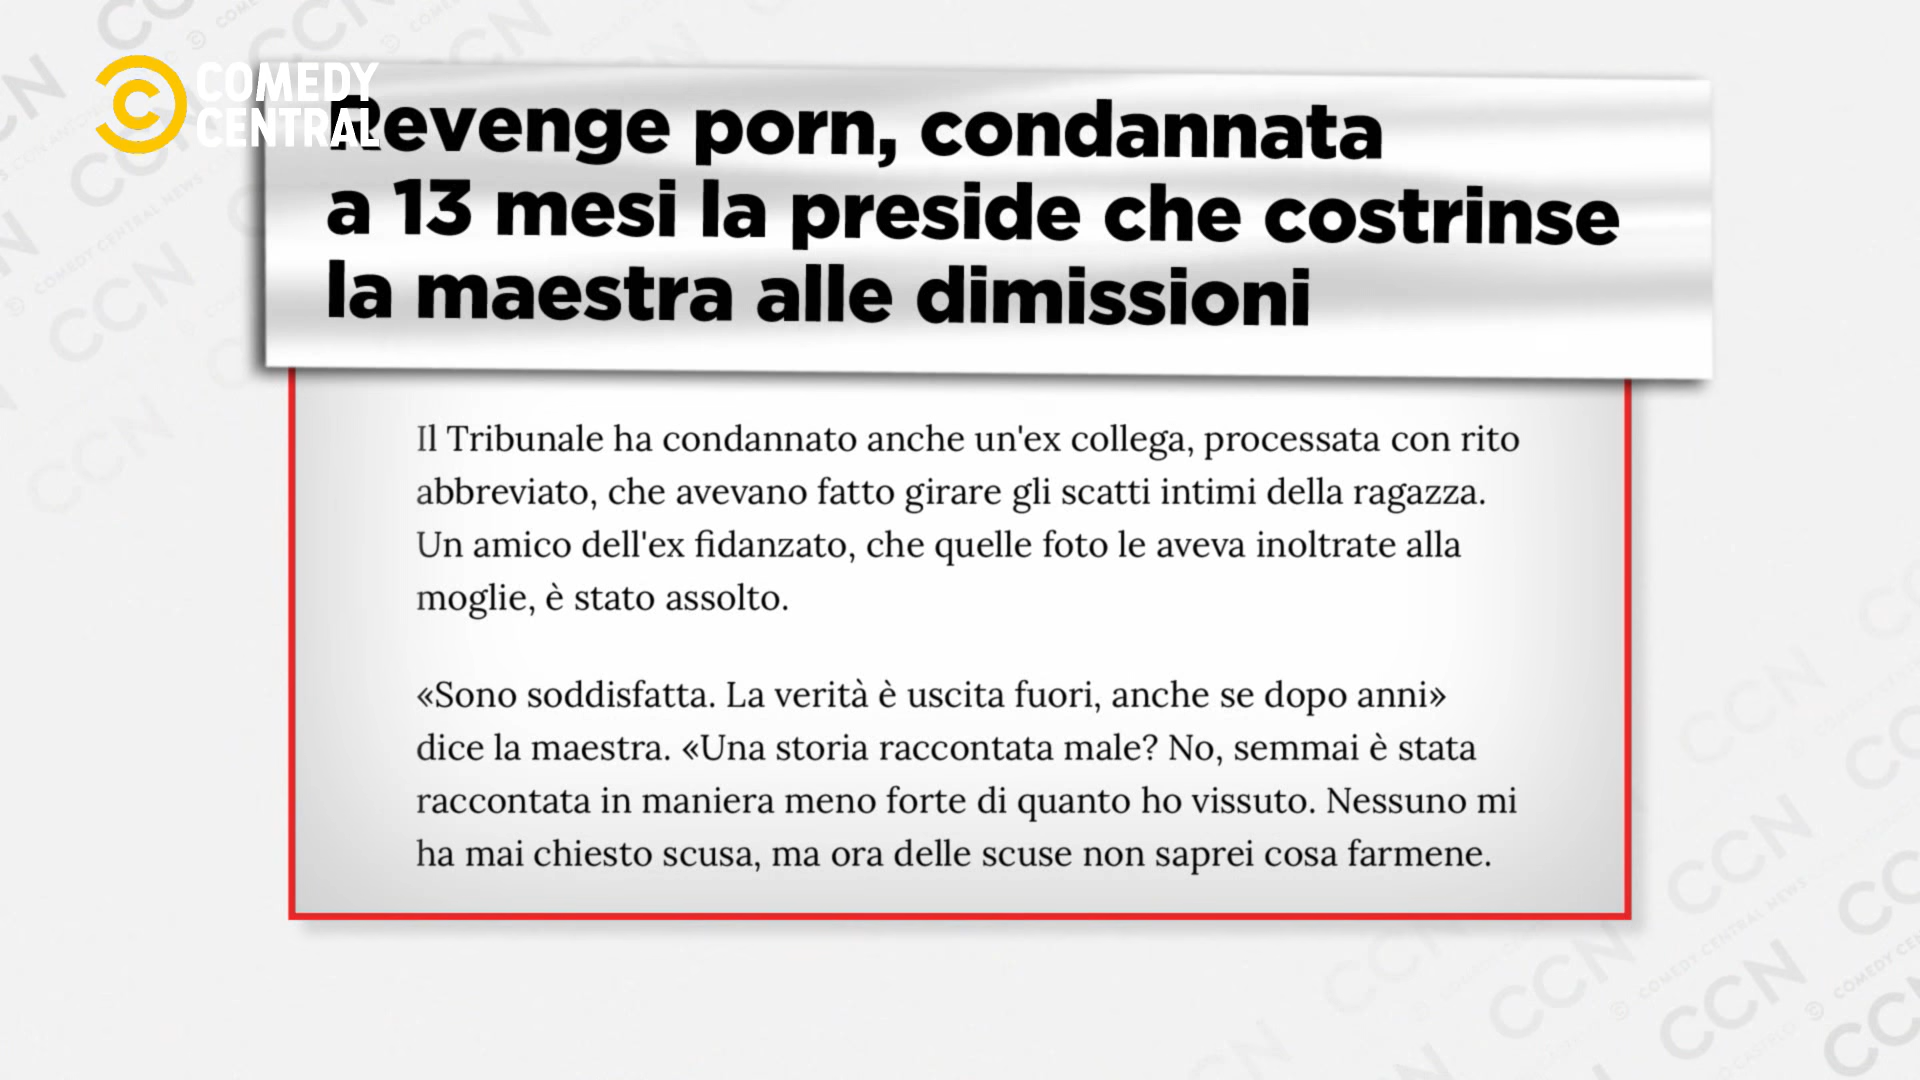 COMEDY
CENTRAL
Revenge porn, condannata
a 13 mesi la preside che costrinse
la maestra alle dimissioni
Il Tribunale ha condannato anche un'ex collega, processata con rito
abbreviato, che avevano fatto girare gli scatti intimi della ragazza.
Un amico dell'ex fidanzato, che quelle foto le aveva inoltrate alla
moglie, è stato assolto.
«Sono soddisfatta. La verità è uscita fuori, anche se dopo anni»
dice la maestra. «Una storia raccontata male? No, semmai è stata
raccontata in maniera meno forte di quanto ho vissuto. Nessuno mi
ha mai chiesto scusa, ma ora delle scuse non saprei cosa farmene.
CCN
COMEDY CENTRAL NEWS